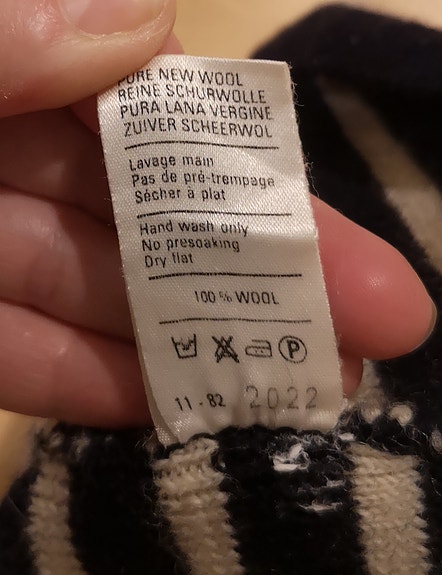 PURE NEW WOOL
REINE SCHURWOLLE
PURA LANA VERGINE
ZUIVER SCHEERWOL
Lavage main
Pas de pré-trempage
Sécher à plat
Hand wash only
No presoaking
Dry flat
100 % WOOL
P
11-82 2022